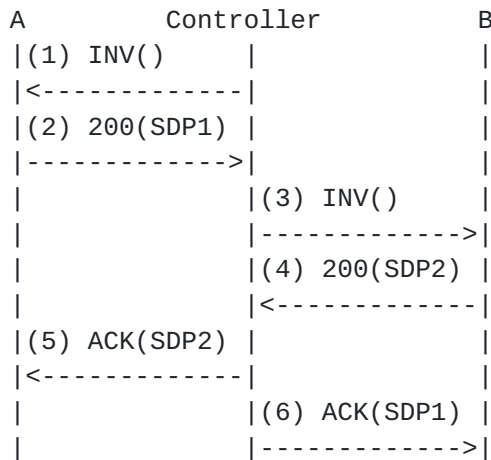 A          Controller          B
|(1) INV()     |               |
|<-------------|               |
|(2) 200(SDP1) |               |
|------------->|               |
|              |(3) INV()      |
|              |-------------->|
|              |(4) 200(SDP2)  |
|              |<--------------|
|(5) ACK(SDP2) |               |
|<-------------|               |
|              |(6) ACK(SDP1)  |
|              |-------------->|